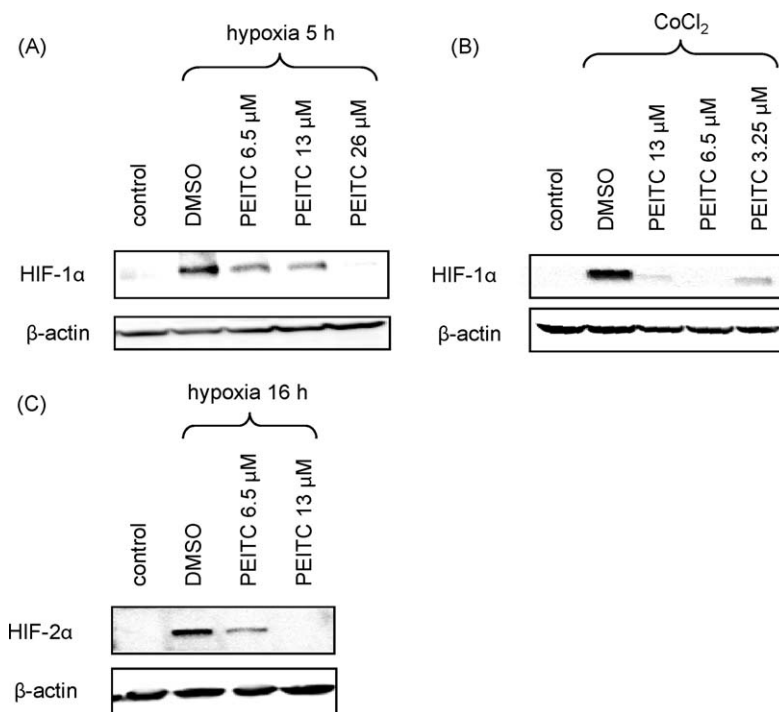 (A)
hypoxia 5 h
control
DMSO
PEITC 6.5 µM
PEITC 13 µM
PEITC 26 µM
HIF-1α
β-actin
(B)
CoCl₂
control
DMSO
PEITC 13 µM
PEITC 6.5 µM
PEITC 3.25 µM
HIF-1α
β-actin
(C)
hypoxia 16 h
control
DMSO
PEITC 6.5 µM
PEITC 13 µM
HIF-2α
β-actin